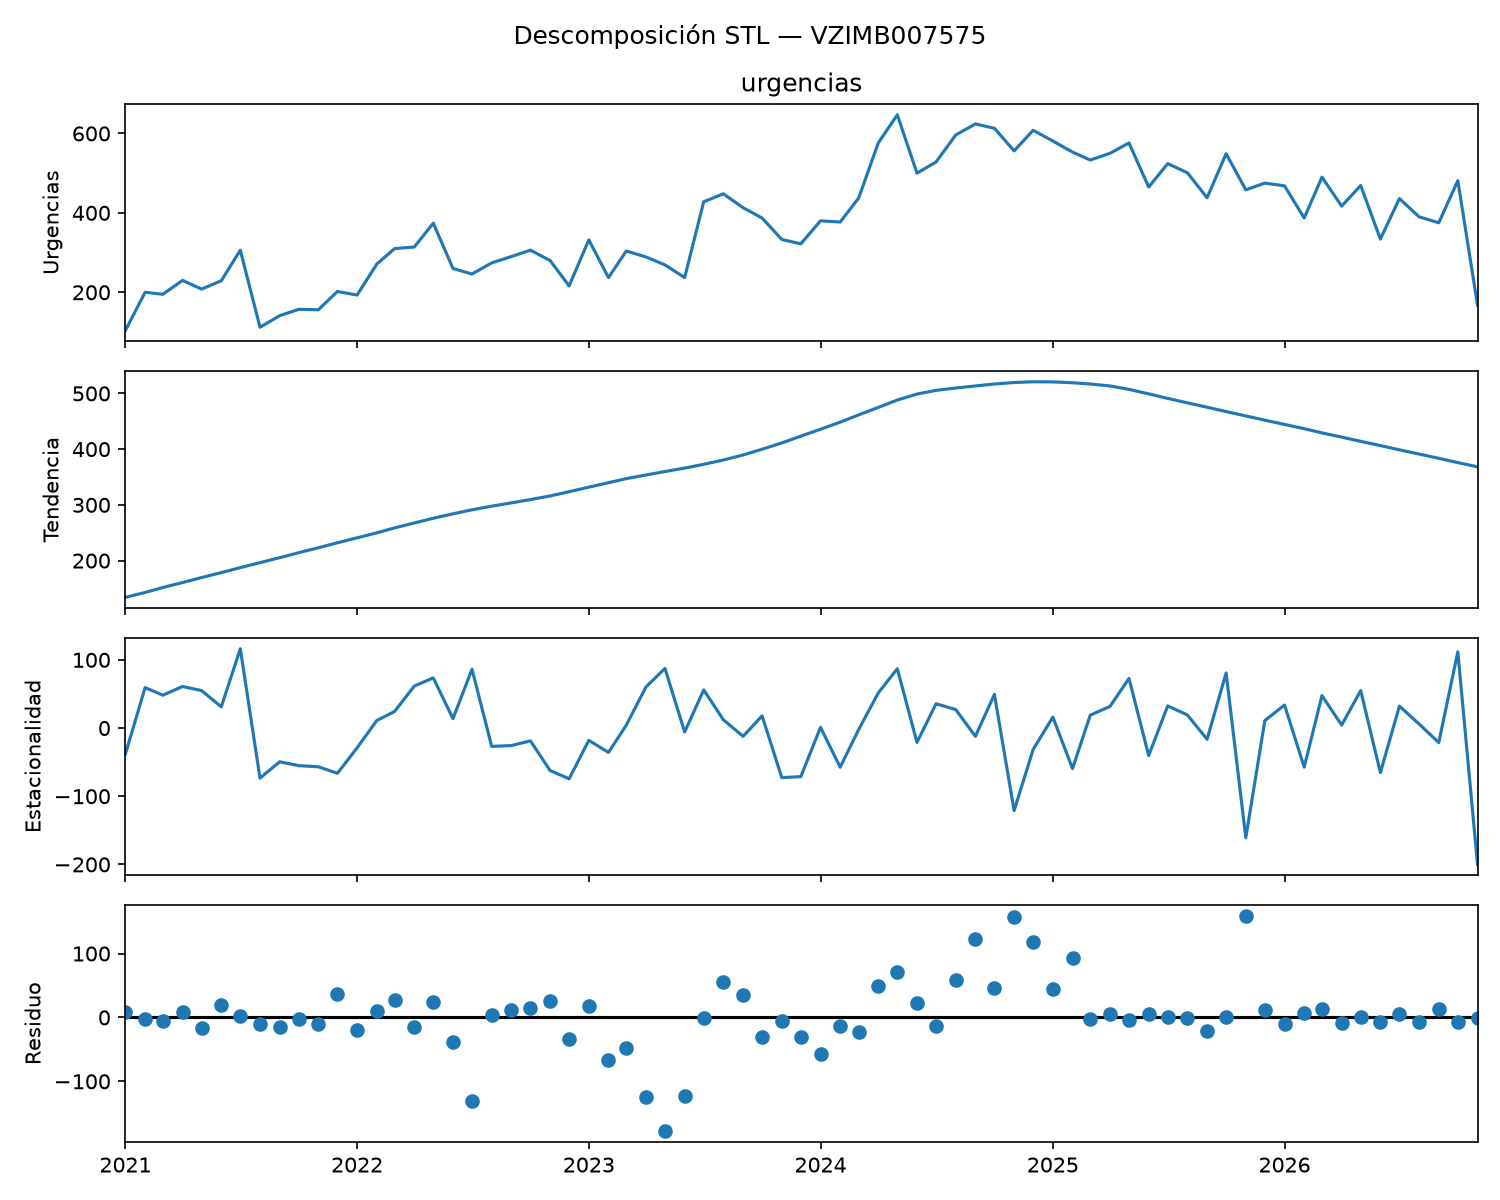 Descomposición STL — VZIMB007575
urgencias
Urgencias
600
400
200
Tendencia
500
400
300
200
Estacionalidad
100
0
−100
−200
Residuo
100
0
−100
2021 2022 2023 2024 2025 2026